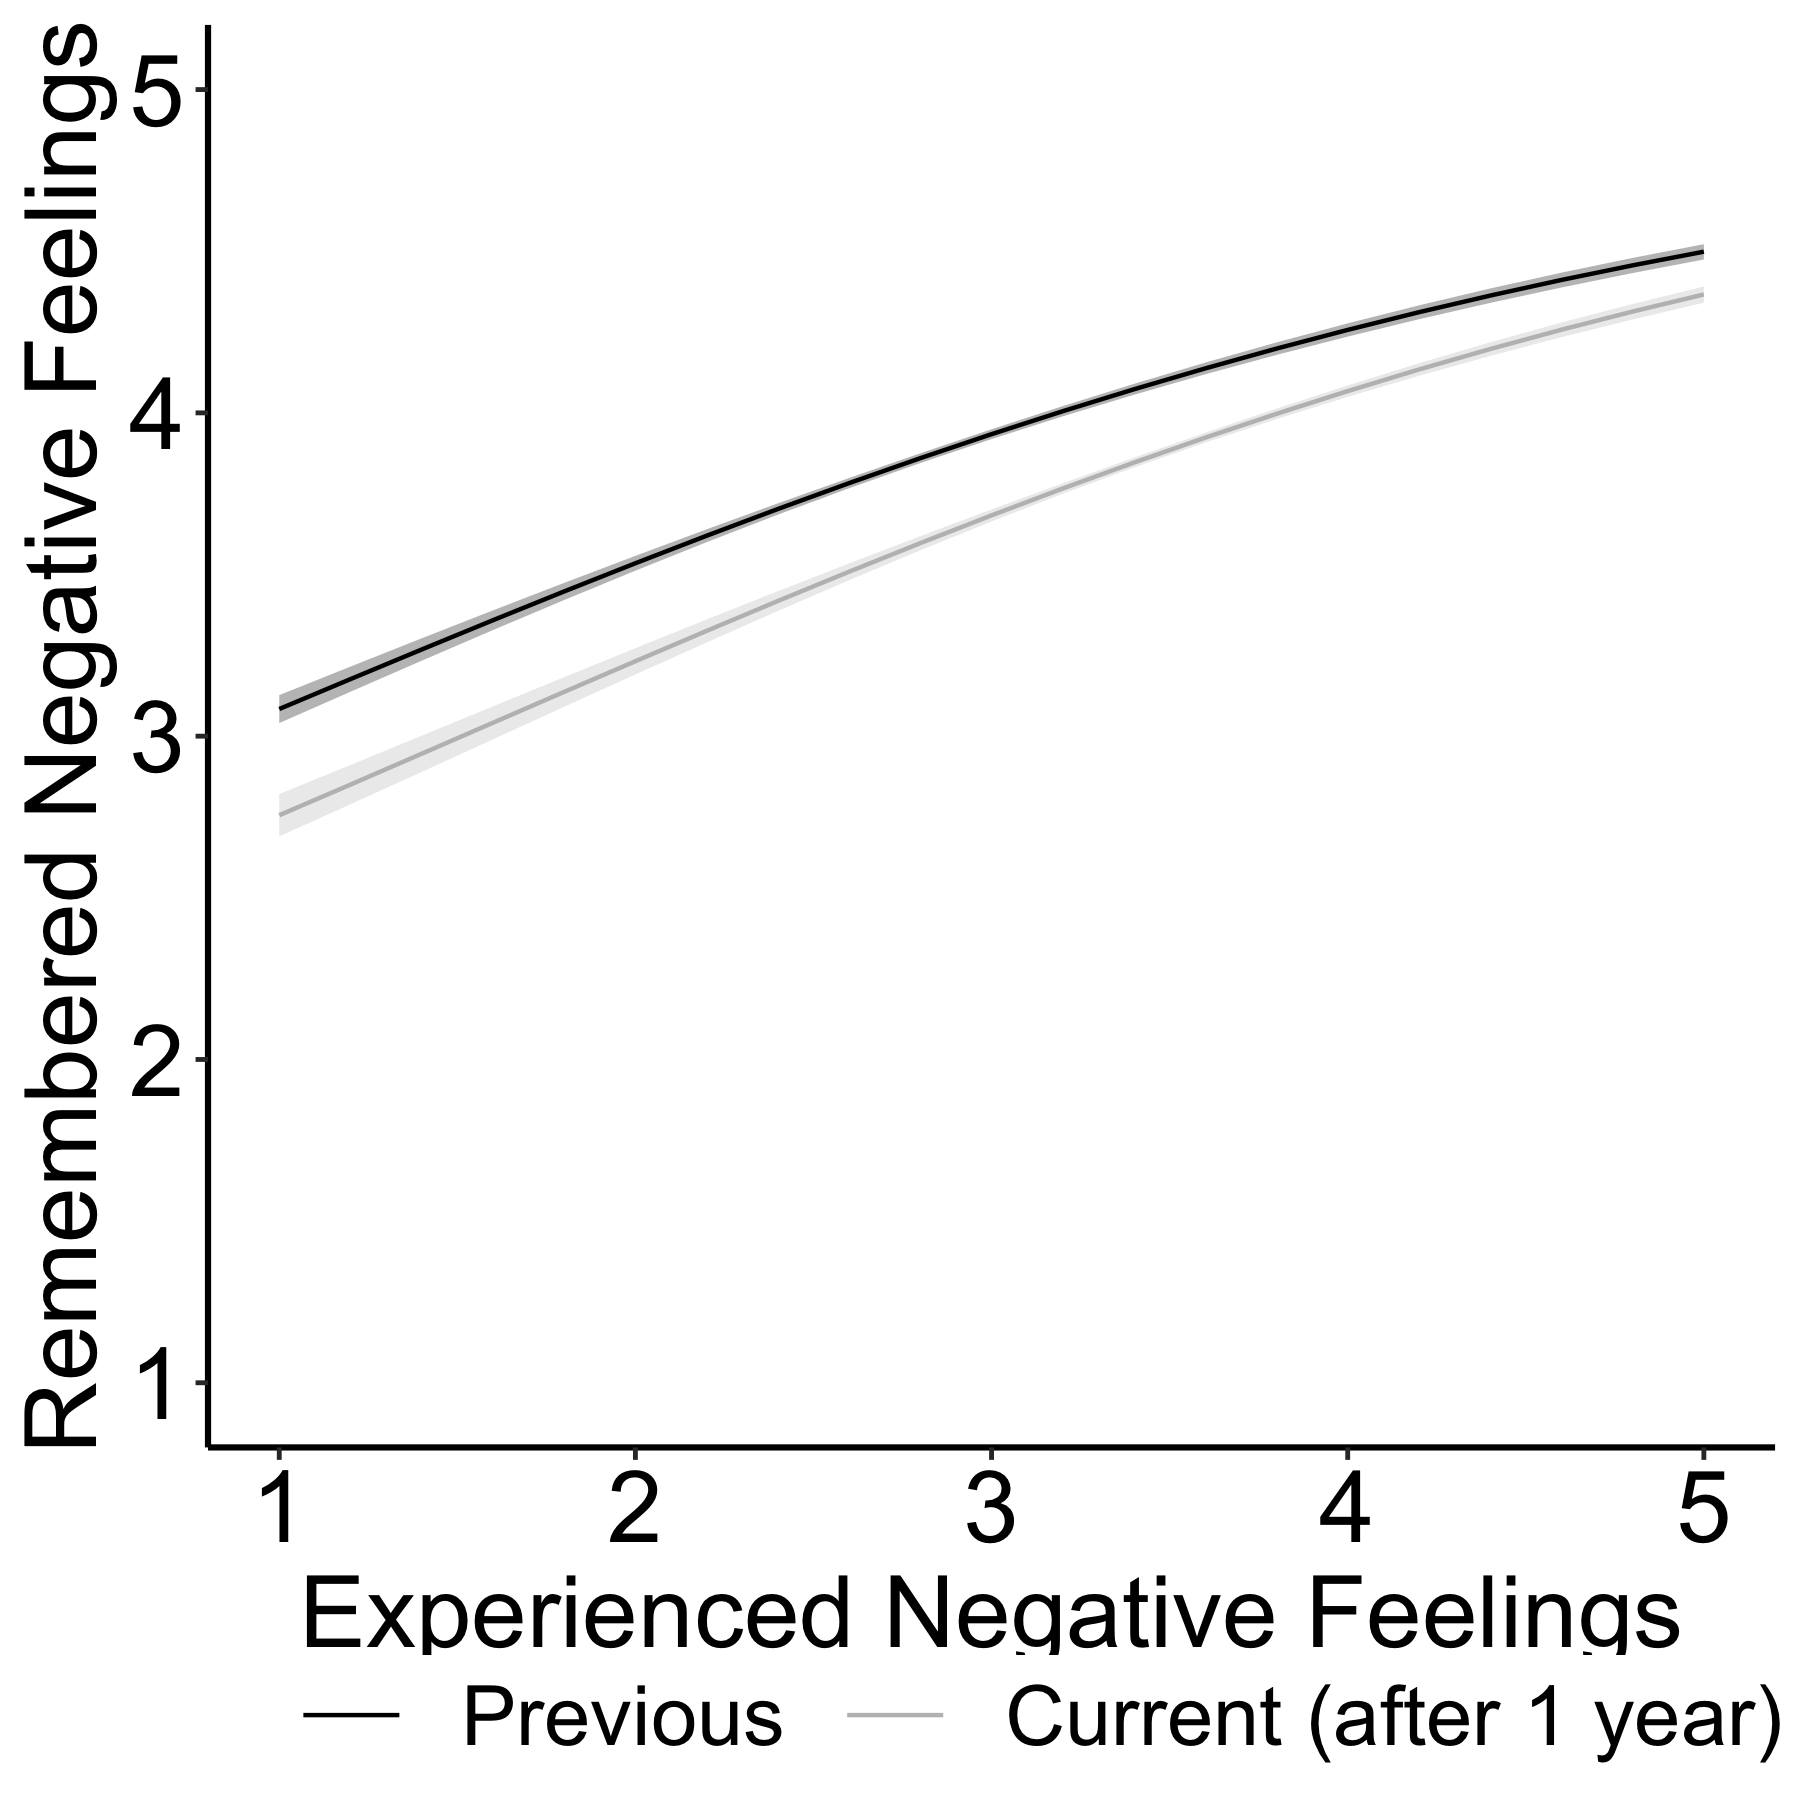 Remembered Negative Feelings
5
4
3
2
1
1 2 3 4 5
Experienced Negative Feelings
Previous Current (after 1 year)